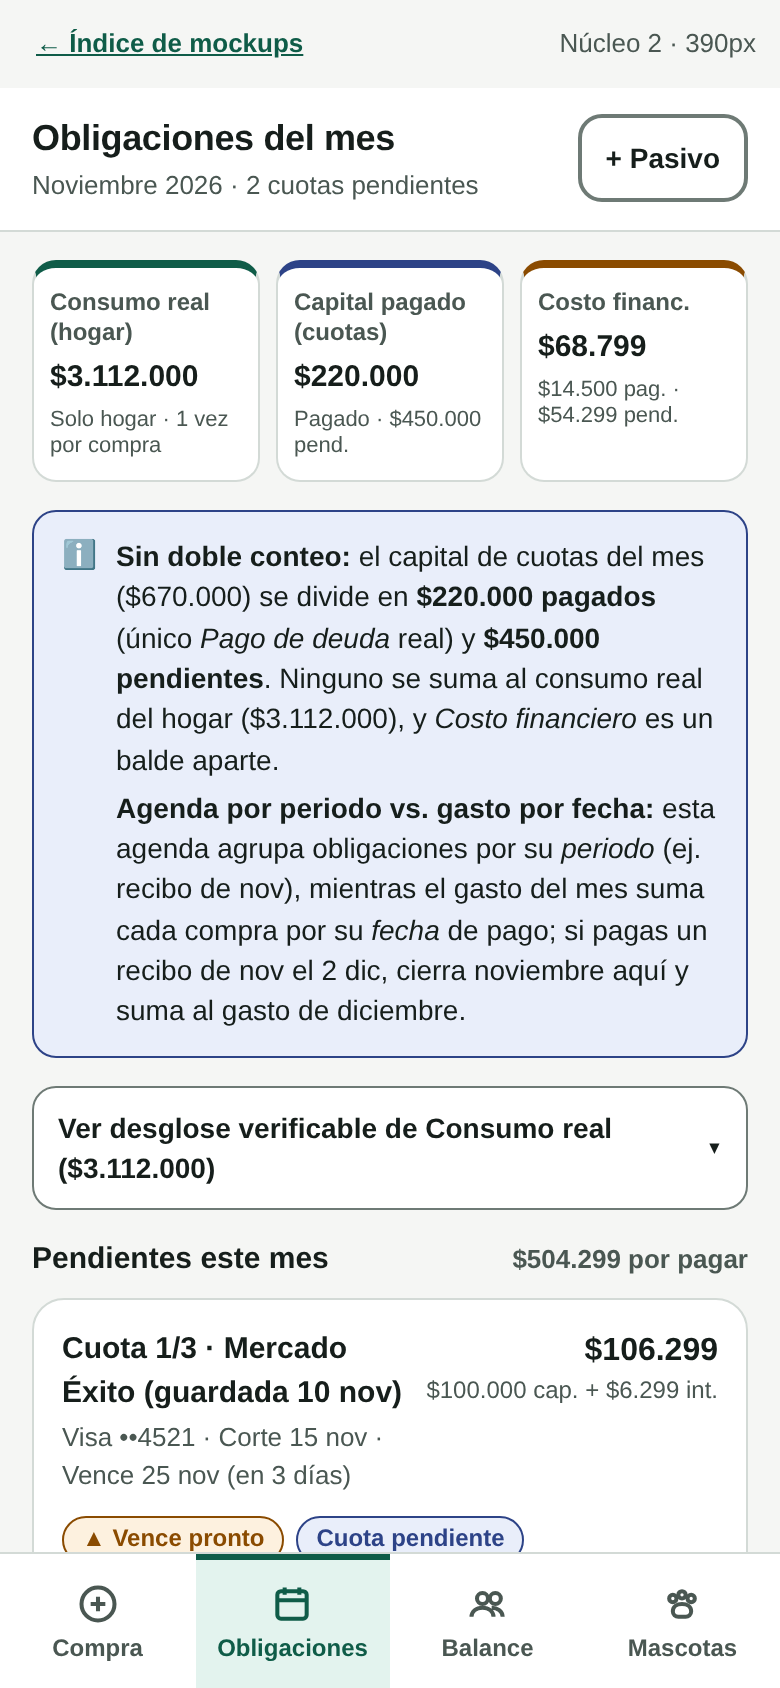 ← Índice de mockups
Núcleo 2 · 390px
Obligaciones del mes
+ Pasivo
Noviembre 2026 · 2 cuotas pendientes
Consumo real
(hogar)
$3.112.000
Solo hogar · 1 vez
por compra
Capital pagado
(cuotas)
$220.000
Pagado · $450.000
pend.
Costo financ.
$68.799
$14.500 pag. ·
$54.299 pend.
Sin doble conteo: el capital de cuotas del mes
($670.000) se divide en $220.000 pagados
(único Pago de deuda real) y $450.000
pendientes. Ninguno se suma al consumo real
del hogar ($3.112.000), y Costo financiero es un
balde aparte.
Agenda por periodo vs. gasto por fecha: esta
agenda agrupa obligaciones por su periodo (ej.
recibo de nov), mientras el gasto del mes suma
cada compra por su fecha de pago; si pagas un
recibo de nov el 2 dic, cierra noviembre aquí y
suma al gasto de diciembre.
Ver desglose verificable de Consumo real
($3.112.000)
Pendientes este mes
$504.299 por pagar
Cuota 1/3 · Mercado
Éxito (guardada 10 nov)
$106.299
$100.000 cap. + $6.299 int.
Visa ••4521 · Corte 15 nov ·
Vence 25 nov (en 3 días)
▲ Vence pronto
Cuota pendiente
Compra
Obligaciones
Balance
Mascotas